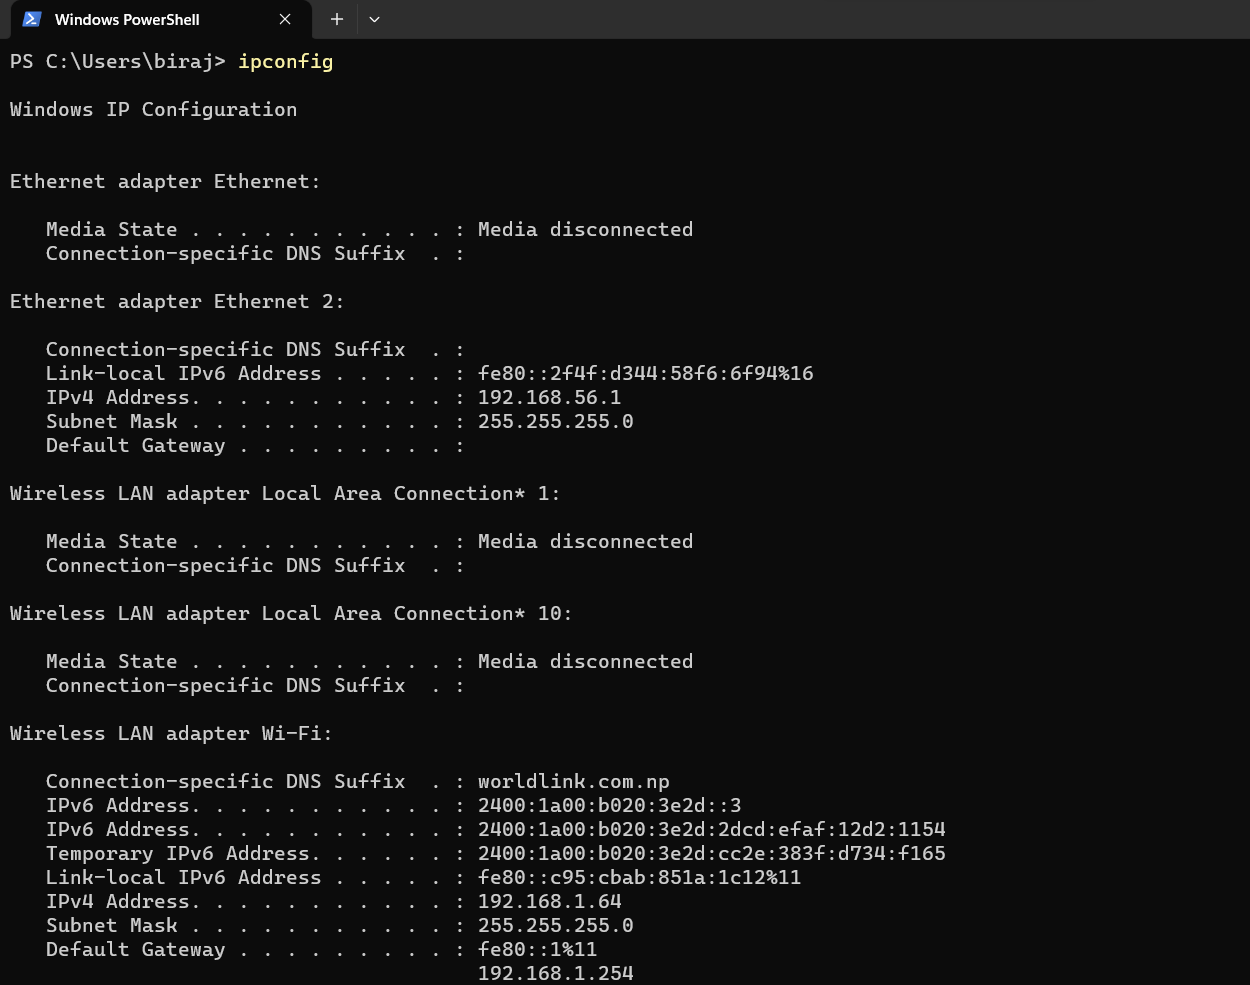 Windows PowerShell
PS C:\Users\biraj> ipconfig
Windows IP Configuration
Ethernet adapter Ethernet:
   Media State . . . . . . . . . . . : Media disconnected
   Connection-specific DNS Suffix  . :
Ethernet adapter Ethernet 2:
   Connection-specific DNS Suffix  . :
   Link-local IPv6 Address . . . . . : fe80::2f4f:d344:58f6:6f94%16
   IPv4 Address. . . . . . . . . . . : 192.168.56.1
   Subnet Mask . . . . . . . . . . . : 255.255.255.0
   Default Gateway . . . . . . . . . :
Wireless LAN adapter Local Area Connection* 1:
   Media State . . . . . . . . . . . : Media disconnected
   Connection-specific DNS Suffix  . :
Wireless LAN adapter Local Area Connection* 10:
   Media State . . . . . . . . . . . : Media disconnected
   Connection-specific DNS Suffix  . :
Wireless LAN adapter Wi-Fi:
   Connection-specific DNS Suffix  . : worldlink.com.np
   IPv6 Address. . . . . . . . . . . : 2400:1a00:b020:3e2d::3
   IPv6 Address. . . . . . . . . . . : 2400:1a00:b020:3e2d:2dcd:efaf:12d2:1154
   Temporary IPv6 Address. . . . . . : 2400:1a00:b020:3e2d:cc2e:383f:d734:f165
   Link-local IPv6 Address . . . . . : fe80::c95:cbab:851a:1c12%11
   IPv4 Address. . . . . . . . . . . : 192.168.1.64
   Subnet Mask . . . . . . . . . . . : 255.255.255.0
   Default Gateway . . . . . . . . . : fe80::1%11
                                       192.168.1.254